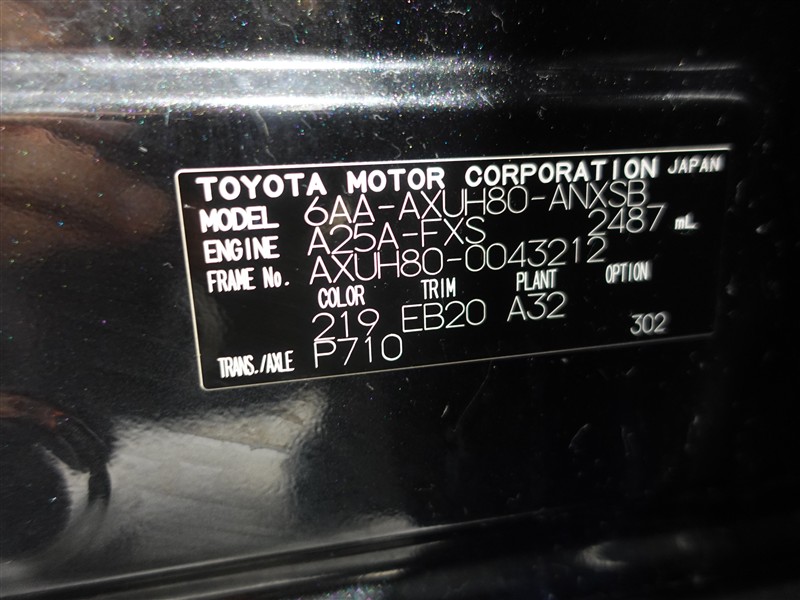 TOYOTA MOTOR CORPORATION JAPAN
MODEL 6AA-AXUH80-ANXSB
ENGINE A25A-FXS 2487 mL
FRAME No. AXUH80-0043212
COLOR TRIM PLANT OPTION
219 EB20 A32 302
TRANS./AXLE P710